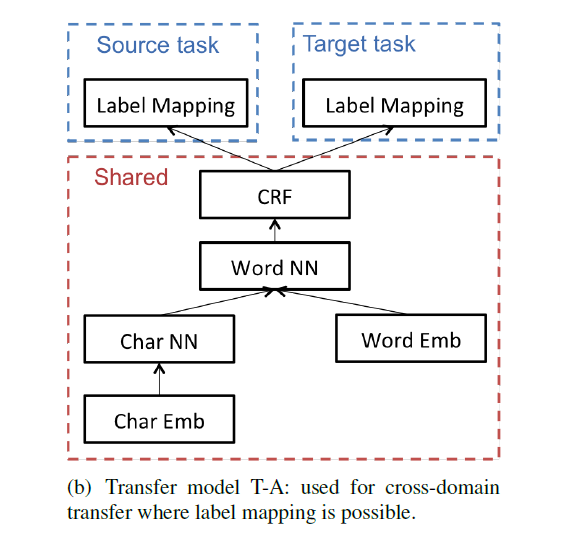 Source task
Target task
Label Mapping
Label Mapping
Shared
CRF
Word NN
Char NN
Word Emb
Char Emb
(b) Transfer model T-A: used for cross-domain
transfer where label mapping is possible.